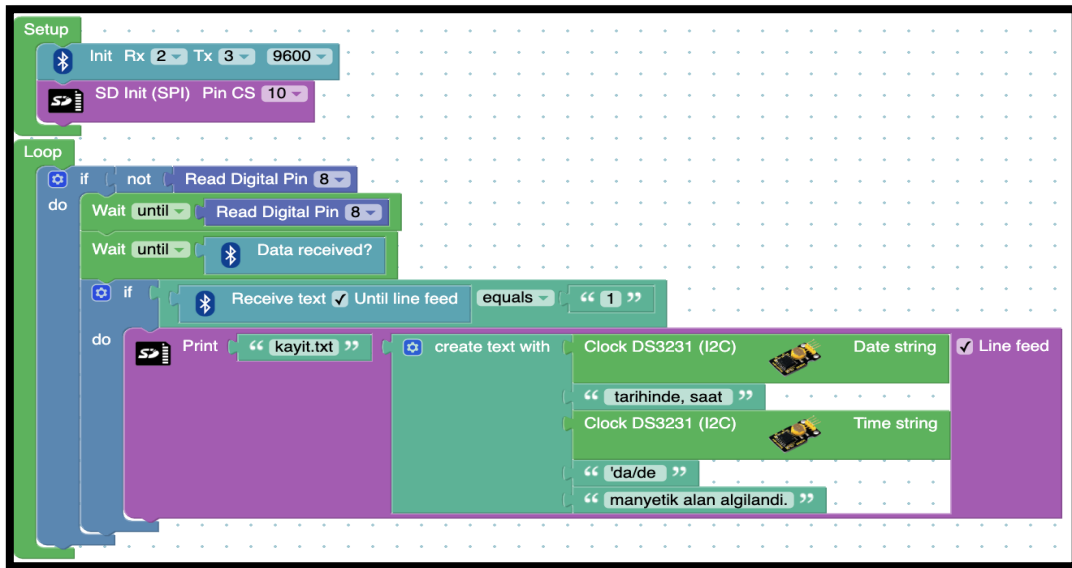 Setup
Init Rx 2 Tx 3 9600
SD Init (SPI) Pin CS 10
Loop
if not Read Digital Pin 8
do Wait until Read Digital Pin 8
Wait until Data received?
if Receive text Until line feed equals “ 1 ”
do Print “ kayit.txt ” create text with Clock DS3231 (I2C) Date string Line feed
“ tarihinde, saat ”
Clock DS3231 (I2C) Time string
“ 'da/de ”
“ manyetik alan algilandi. ”